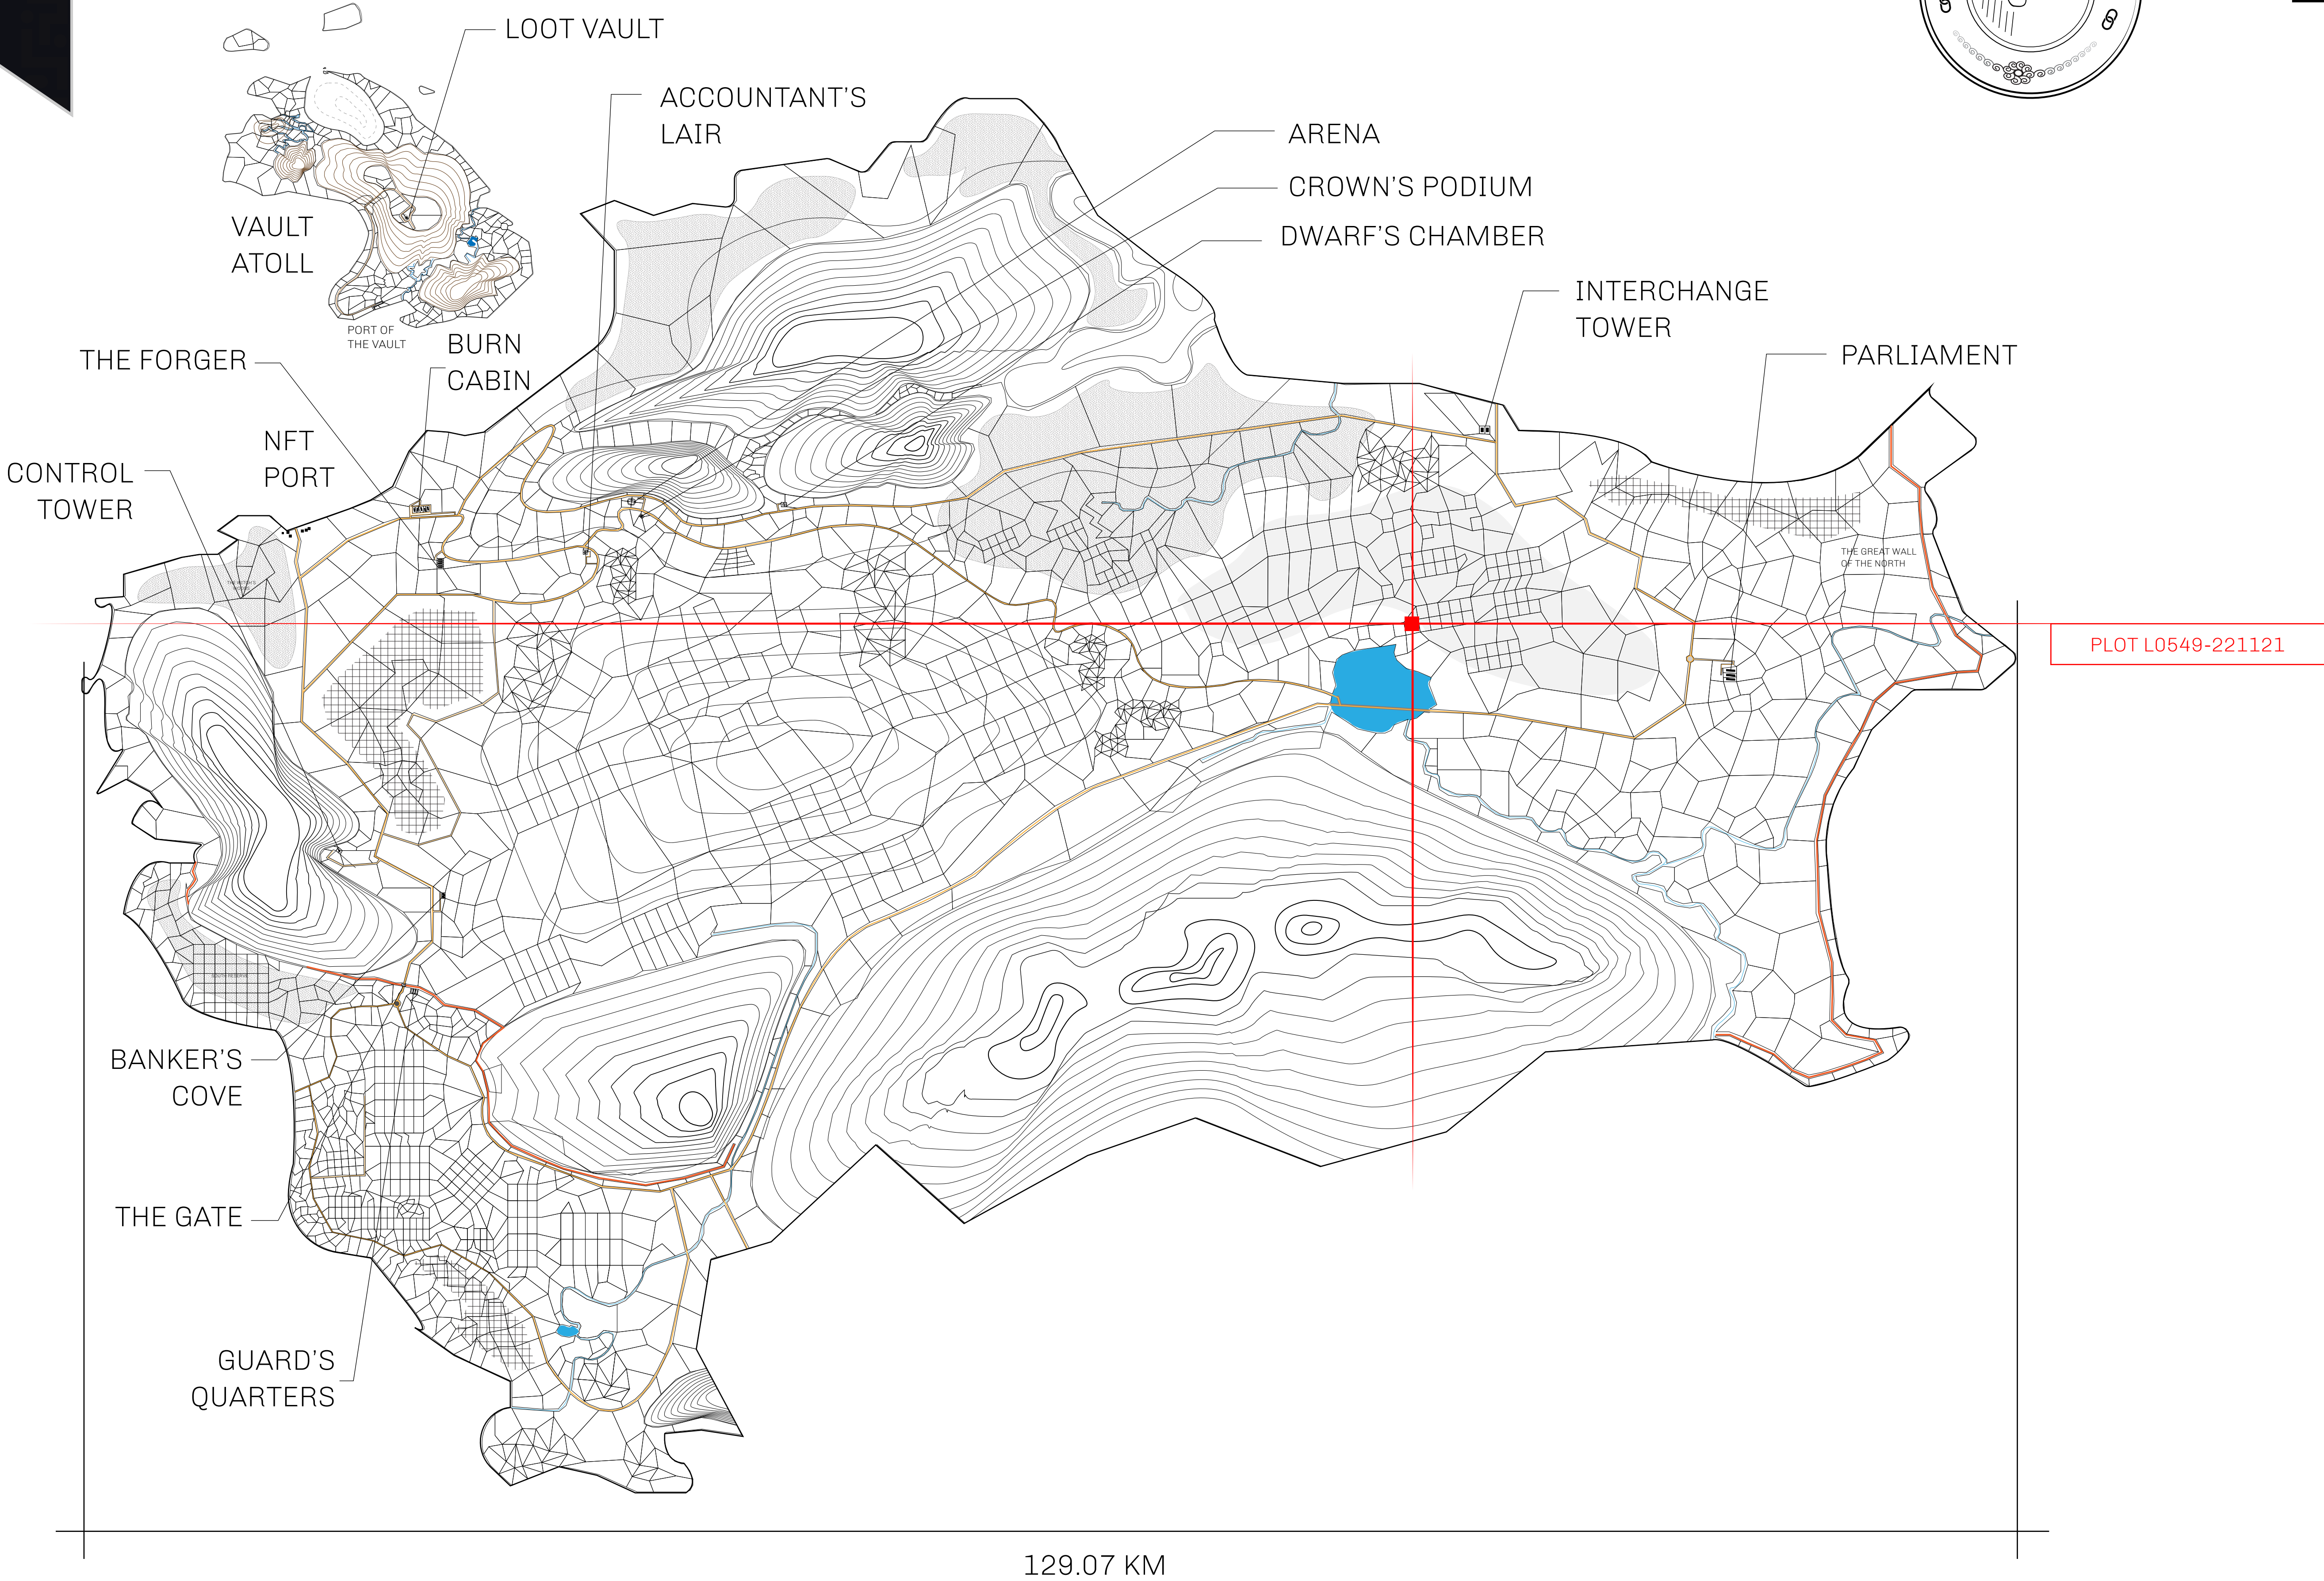 LOOT VAULT
ACCOUNTANT'S
LAIR
ARENA
CROWN'S PODIUM
DWARF'S CHAMBER
VAULT
ATOLL
INTERCHANGE
TOWER
PORT OF
THE VAULT
BURN
CABIN
THE FORGER
PARLIAMENT
NFT
PORT
CONTROL
TOWER
THE GREAT WALL
OF THE NORTH
PLOT L0549-221121
BANKER'S
COVE
THE GATE
GUARD'S
QUARTERS
129.07 KM